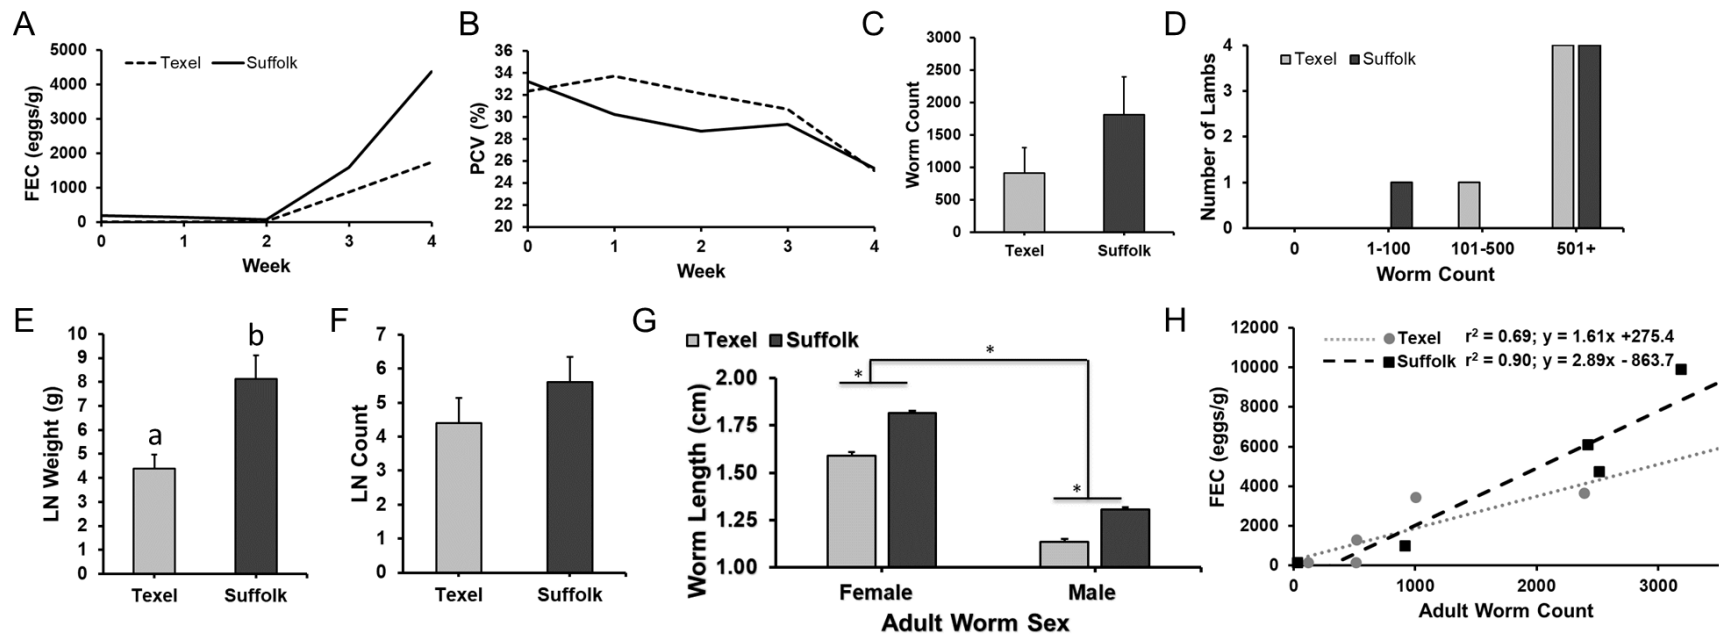 A
FEC (eggs/g)
5000
4000
3000
2000
1000
0
Texel
Suffolk
0 1 2 3 4
Week
B
PCV (%)
36
34
32
30
28
26
24
22
20
0 1 2 3 4
Week
C
Worm Count
3000
2500
2000
1500
1000
500
0
Texel Suffolk
D
Number of Lambs
4
3
2
1
0
Texel
Suffolk
0 1-100 101-500 501+
Worm Count
E
LN Weight (g)
10
9
8
7
6
5
4
3
2
1
0
a
b
Texel Suffolk
F
LN Count
7
6
5
4
3
2
1
0
Texel Suffolk
G
Texel Suffolk
Worm Length (cm)
2.00
1.75
1.50
1.25
1.00
*
*
*
Female Male
Adult Worm Sex
H
FEC (eggs/g)
12000
10000
8000
6000
4000
2000
0
Texel r² = 0.69; y = 1.61x +275.4
Suffolk r² = 0.90; y = 2.89x - 863.7
0 1000 2000 3000
Adult Worm Count